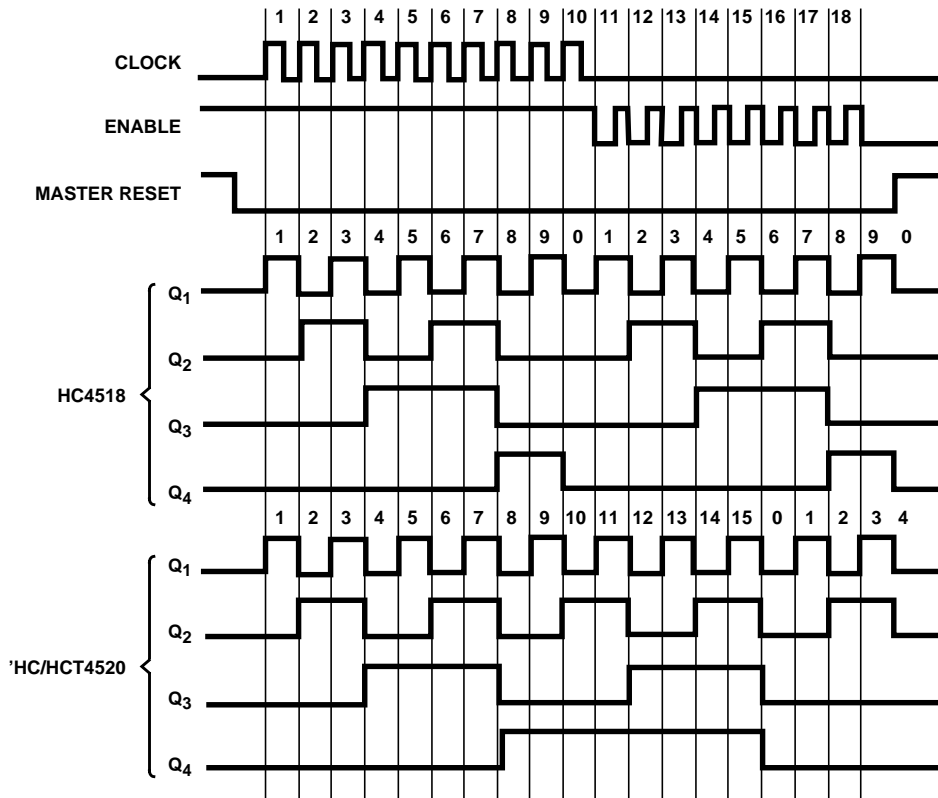 1 2 3 4 5 6 7 8 9 10 11 12 13 14 15 16 17 18
CLOCK
ENABLE
MASTER RESET
1 2 3 4 5 6 7 8 9 0 1 2 3 4 5 6 7 8 9 0
Q1
Q2
HC4518
Q3
Q4
1 2 3 4 5 6 7 8 9 10 11 12 13 14 15 0 1 2 3 4
Q1
Q2
’HC/HCT4520
Q3
Q4